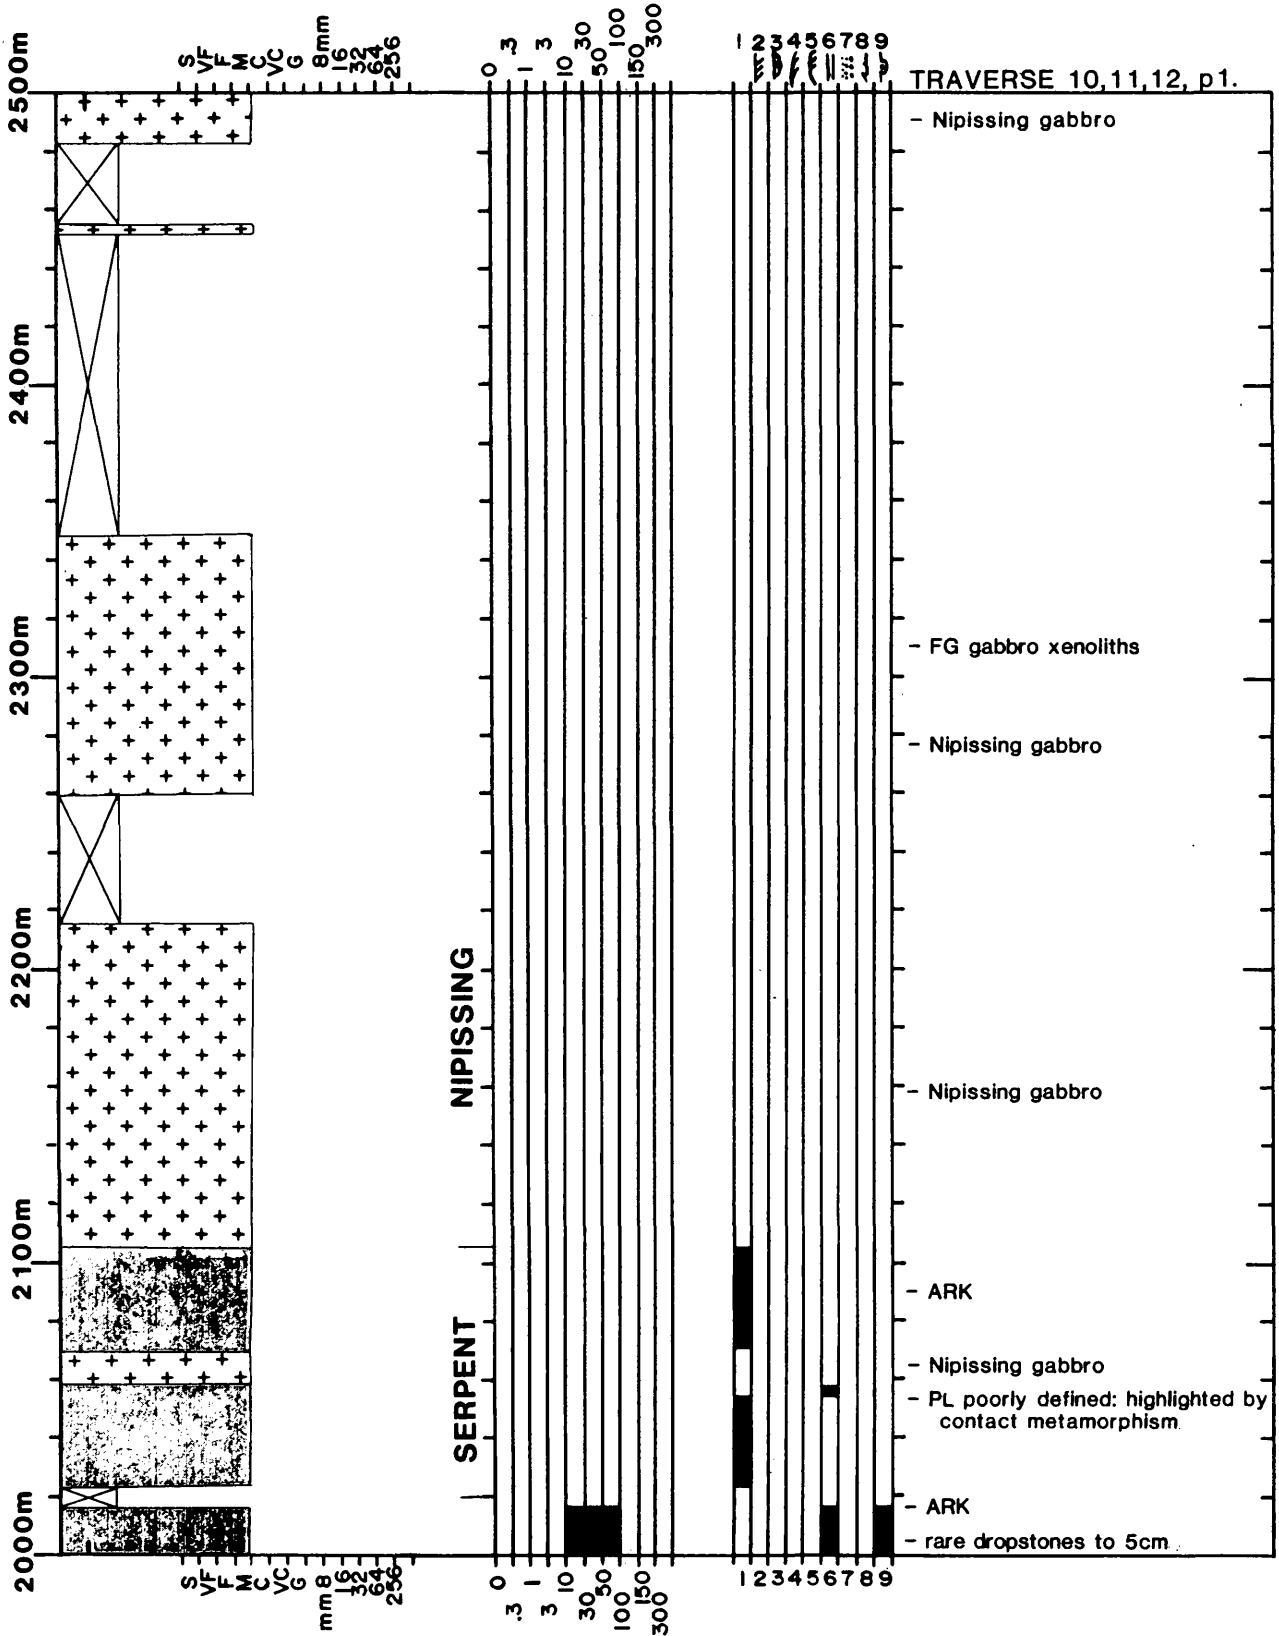 S VF F M C VC G 8mm 16 32 64 256
0 .3 1 3 10 30 50 100 150 300
1 2 3 4 5 6 7 8 9
TRAVERSE 10,11,12, p1.
2500m
- Nipissing gabbro
2400m
- FG gabbro xenoliths
2300m
- Nipissing gabbro
2200m
NIPISSING
- Nipissing gabbro
2100m
- ARK
SERPENT
- Nipissing gabbro
- PL poorly defined: highlighted by
contact metamorphism
- ARK
- rare dropstones to 5cm
2000m
S VF F M C VC G mm8 16 32 64 256
0 .3 1 3 10 30 50 100 150 300
1 2 3 4 5 6 7 8 9